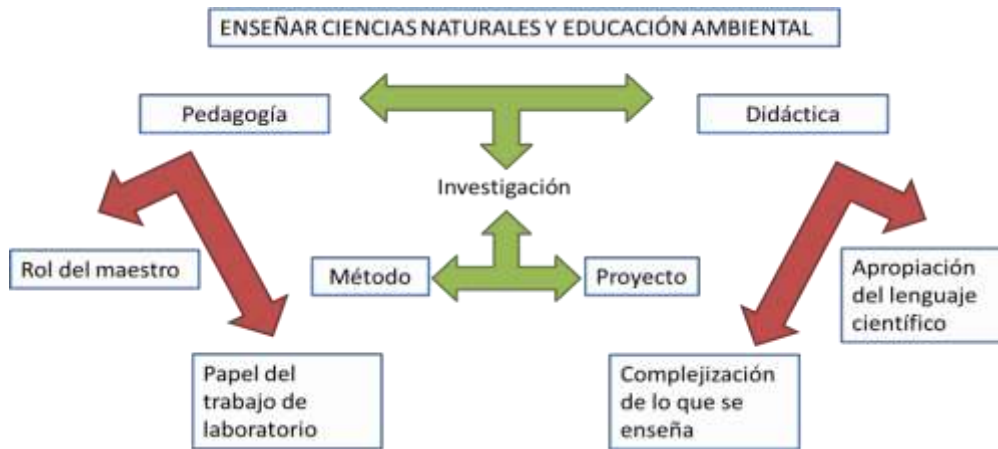 ENSEÑAR CIENCIAS NATURALES Y EDUCACIÓN AMBIENTAL
Pedagogía
Didáctica
Investigación
Rol del maestro
Método
Proyecto
Apropiación
del lenguaje
científico
Papel del
trabajo de
laboratorio
Complejización
de lo que se
enseña